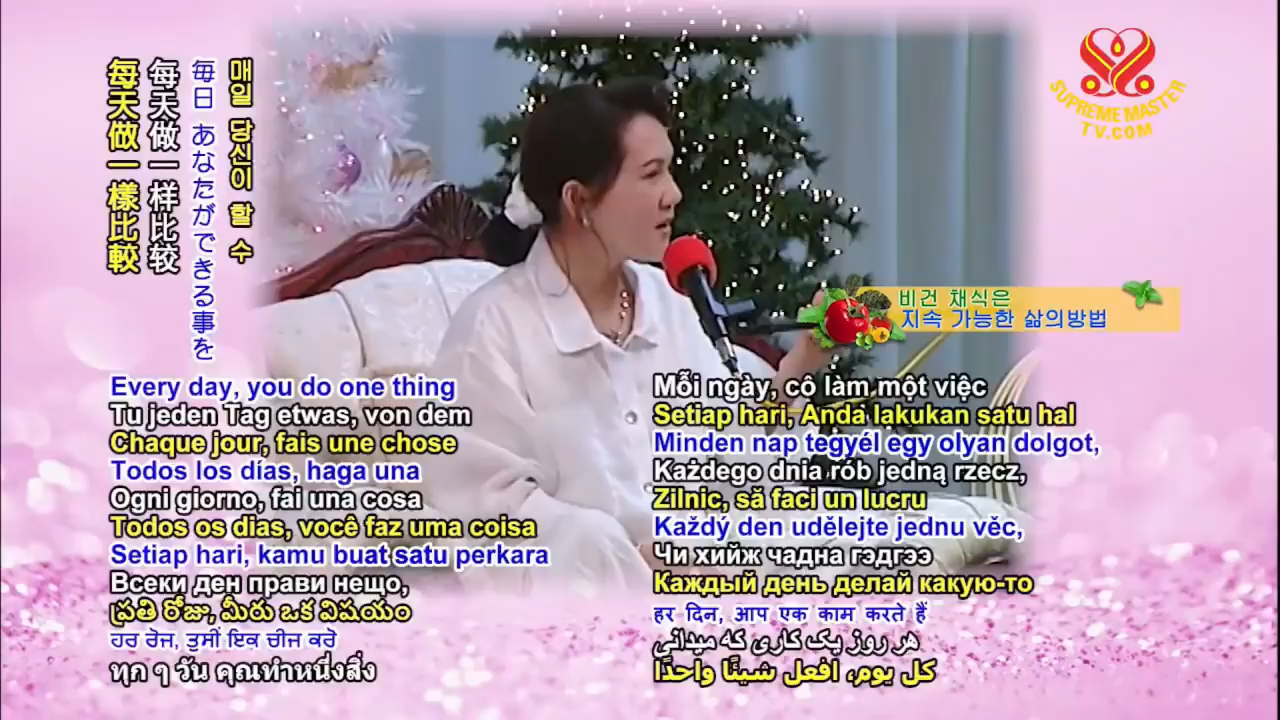 매일 당신이 할 수
毎日 あなたができる事を
每天做一样比较
每天做一樣比較
SUPREME MASTER
TV.COM
비건 채식은
지속 가능한 삶의방법
Every day, you do one thing
Tu jeden Tag etwas, von dem
Chaque jour, fais une chose
Todos los días, haga una
Ogni giorno, fai una cosa
Todos os dias, você faz uma coisa
Setiap hari, kamu buat satu perkara
Всеки ден прави нещо,
ప్రతి రోజు, మీరు ఒక విషయం
ਹਰ ਰੋਜ, ਤੁਸੀਂ ਇਕ ਚੀਜ ਕਰੋ
ทุก ๆ วัน คุณทำหนึ่งสิ่ง
Mỗi ngày, cô làm một việc
Setiap hari, Anda lakukan satu hal
Minden nap tegyél egy olyan dolgot,
Każdego dnia rób jedną rzecz,
Zilnic, să faci un lucru
Každý den udělejte jednu věc,
Чи хийж чадна гэдгээ
Каждый день делай какую-то
हर दिन, आप एक काम करते हैं
هر روز یک کاری که میدانی
كل يوم، افعل شيئًا واحدًا